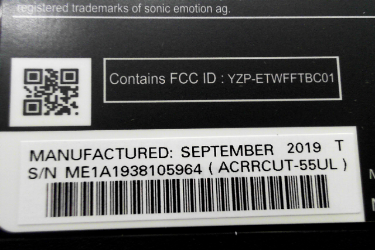 registered trademarks of sonic emotion ag.
Contains FCC ID : YZP-ETWFFTBC01
MANUFACTURED: SEPTEMBER 2019 T
S/N ME1A1938105964 ( ACRRCUT-55UL )